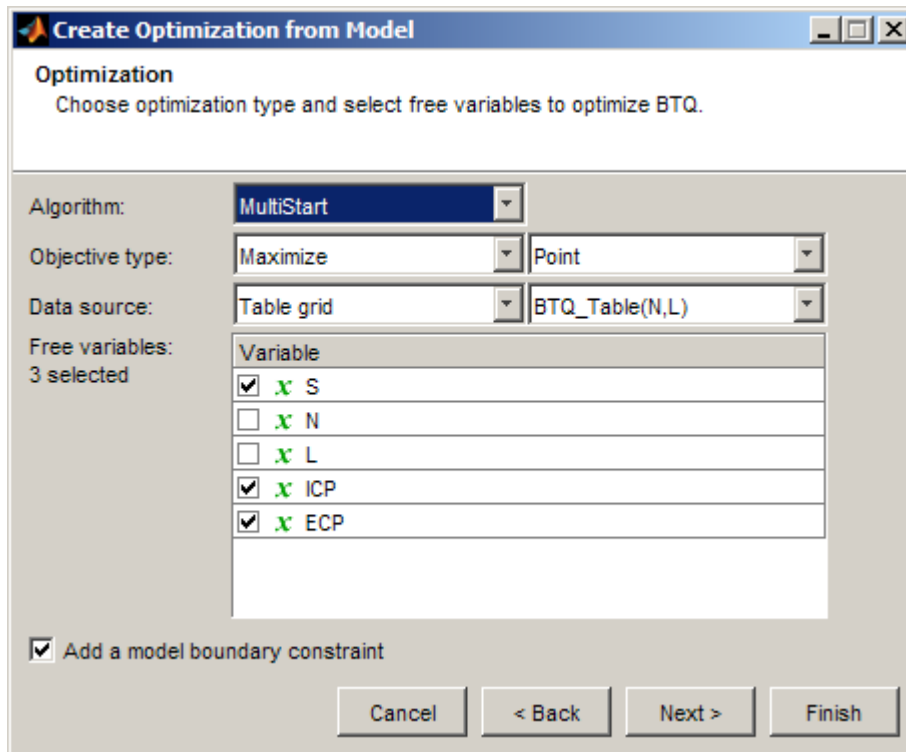 Create Optimization from Model
Optimization
Choose optimization type and select free variables to optimize BTQ.
Algorithm: MultiStart
Objective type: Maximize Point
Data source: Table grid BTQ_Table(N,L)
Free variables:
3 selected
Variable
x S
x N
x L
x ICP
x ECP
Add a model boundary constraint
Cancel < Back Next > Finish